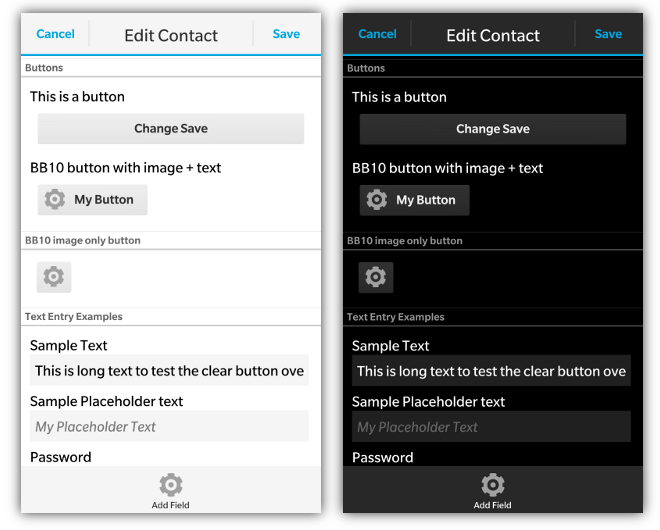 Cancel Edit Contact Save
Buttons
This is a button
Change Save
BB10 button with image + text
My Button
BB10 image only button
Text Entry Examples
Sample Text
This is long text to test the clear button ove
Sample Placeholder text
My Placeholder Text
Password
Add Field
Cancel Edit Contact Save
Buttons
This is a button
Change Save
BB10 button with image + text
My Button
BB10 image only button
Text Entry Examples
Sample Text
This is long text to test the clear button ove
Sample Placeholder text
My Placeholder Text
Password
Add Field